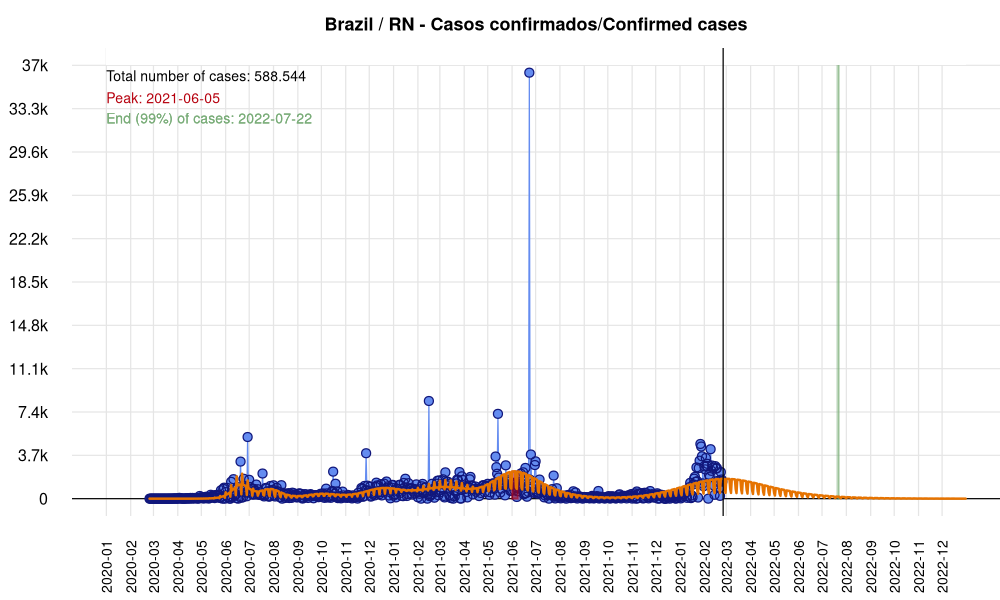 Brazil / RN - Casos confirmados/Confirmed cases
Total number of cases: 588.544
Peak: 2021-06-05
End (99%) of cases: 2022-07-22
37k
33.3k
29.6k
25.9k
22.2k
18.5k
14.8k
11.1k
7.4k
3.7k
0
2020-01
2020-02
2020-03
2020-04
2020-05
2020-06
2020-07
2020-08
2020-09
2020-10
2020-11
2020-12
2021-01
2021-02
2021-03
2021-04
2021-05
2021-06
2021-07
2021-08
2021-09
2021-10
2021-11
2021-12
2022-01
2022-02
2022-03
2022-04
2022-05
2022-06
2022-07
2022-08
2022-09
2022-10
2022-11
2022-12